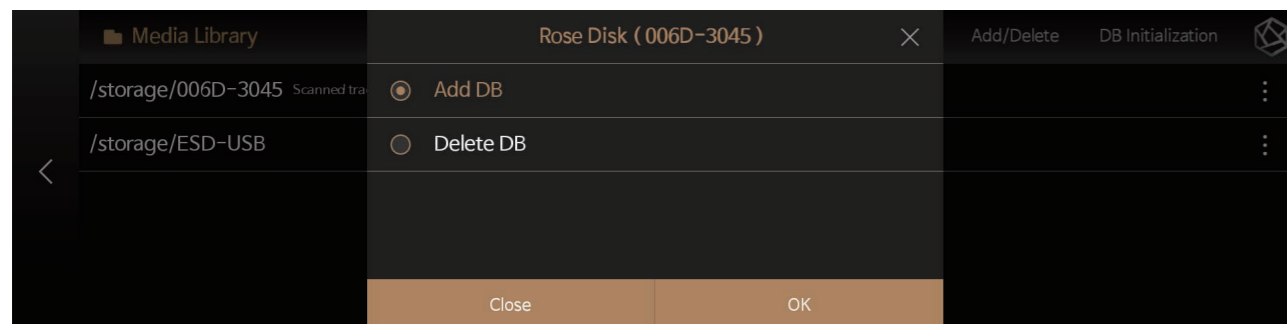 Media Library
Rose Disk ( 006D-3045 )
Add/Delete
DB Initialization
/storage/006D-3045 Scanned
Add DB
/storage/ESD-USB
Delete DB
Close
OK